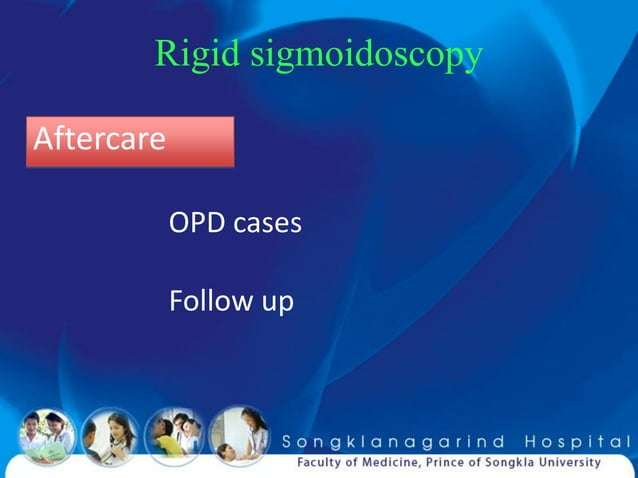 Rigid sigmoidoscopy
Aftercare
OPD cases
Follow up
Songklanagarind Hospital
Faculty of Medicine, Prince of Songkla University